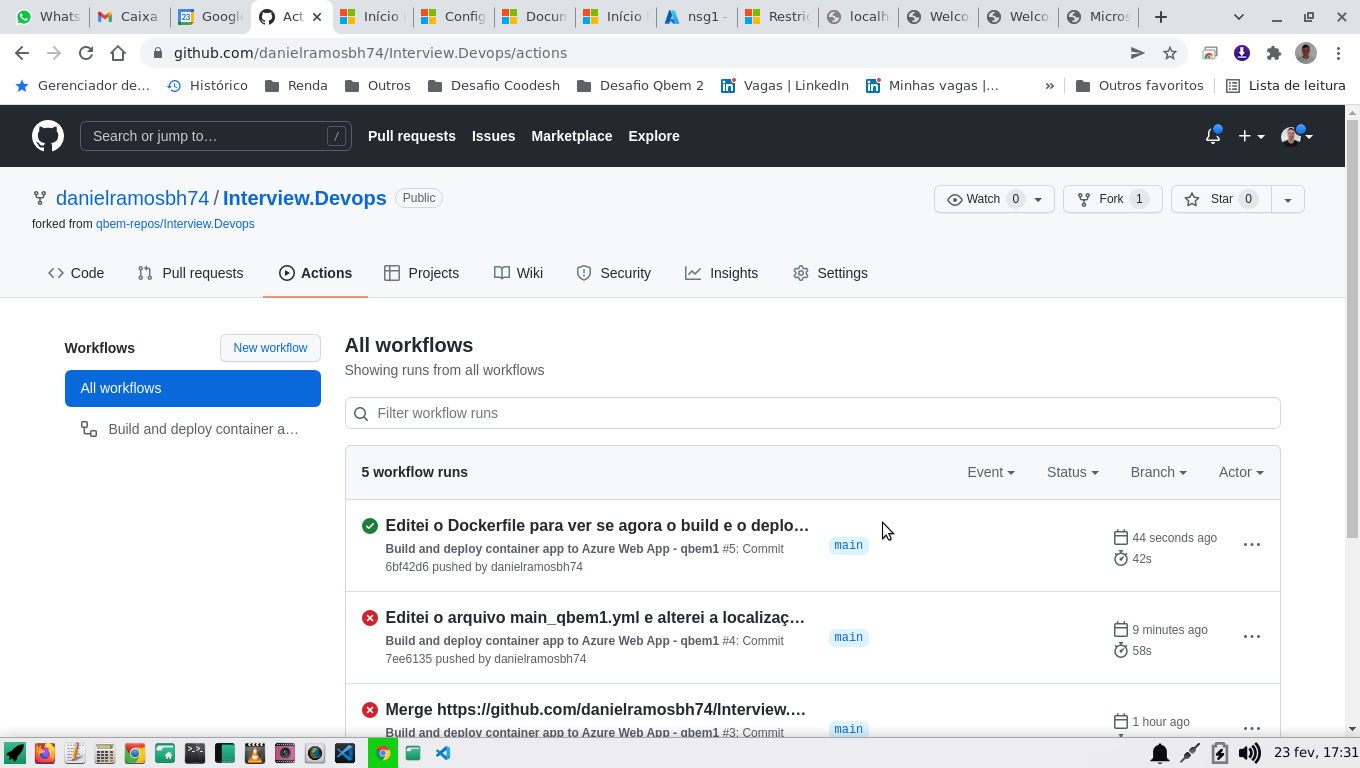 Whats
Caixa
Google
Act
Início
Config
Docun
Início
nsg1 -
Restric
localh
Welco
Welco
Micros
github.com/danielramosbh74/Interview.Devops/actions
Gerenciador de…
Histórico
Renda
Outros
Desafio Coodesh
Desafio Qbem 2
Vagas | LinkedIn
Minhas vagas |…
»
Outros favoritos
Lista de leitura
Search or jump to…
/
Pull requests
Issues
Marketplace
Explore
danielramosbh74 / Interview.Devops
Public
Watch 0
Fork 1
Star 0
forked from qbem-repos/Interview.Devops
Code
Pull requests
Actions
Projects
Wiki
Security
Insights
Settings
Workflows
New workflow
All workflows
Build and deploy container a…
All workflows
Showing runs from all workflows
Filter workflow runs
5 workflow runs
Event
Status
Branch
Actor
Editei o Dockerfile para ver se agora o build e o deplo…
Build and deploy container app to Azure Web App - qbem1 #5: Commit
6bf42d6 pushed by danielramosbh74
main
44 seconds ago
42s
Editei o arquivo main_qbem1.yml e alterei a localizaç…
Build and deploy container app to Azure Web App - qbem1 #4: Commit
7ee6135 pushed by danielramosbh74
main
9 minutes ago
58s
Merge https://github.com/danielramosbh74/Interview.…
Build and deploy container app to Azure Web App - qbem1 #3: Commit
main
1 hour ago
23 fev, 17:31